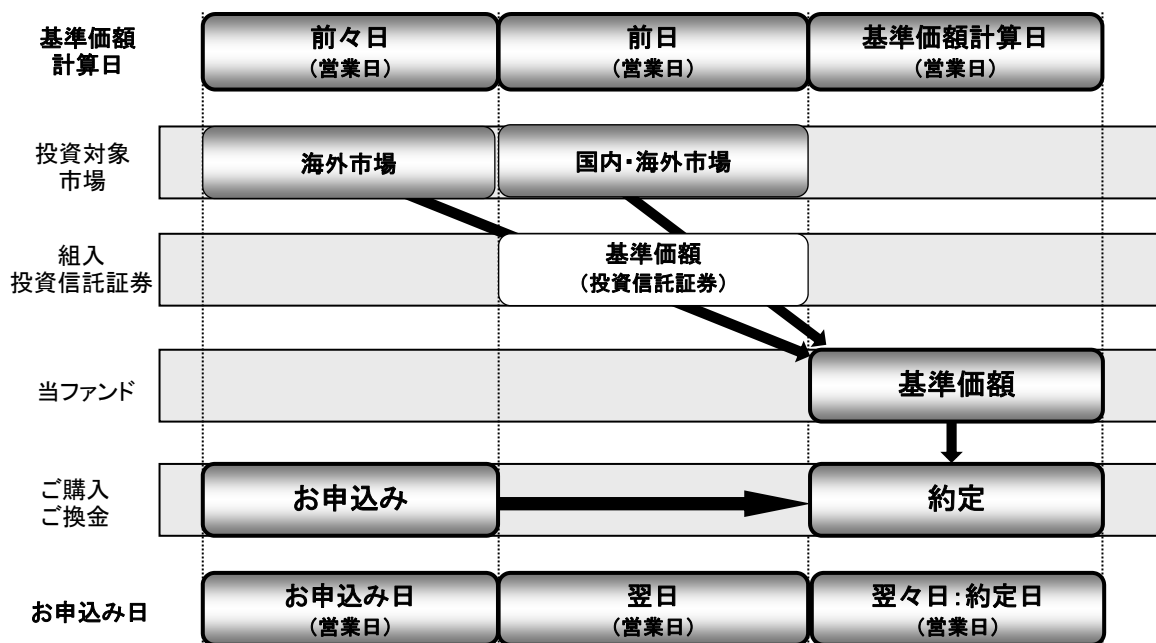 基準価額
計算日
前々日
（営業日）
前日
（営業日）
基準価額計算日
（営業日）
投資対象
市場
海外市場
国内・海外市場
組入
投資信託証券
基準価額
（投資信託証券）
当ファンド
基準価額
ご購入
ご換金
お申込み
約定
お申込み日
お申込み日
（営業日）
翌日
（営業日）
翌々日：約定日
（営業日）